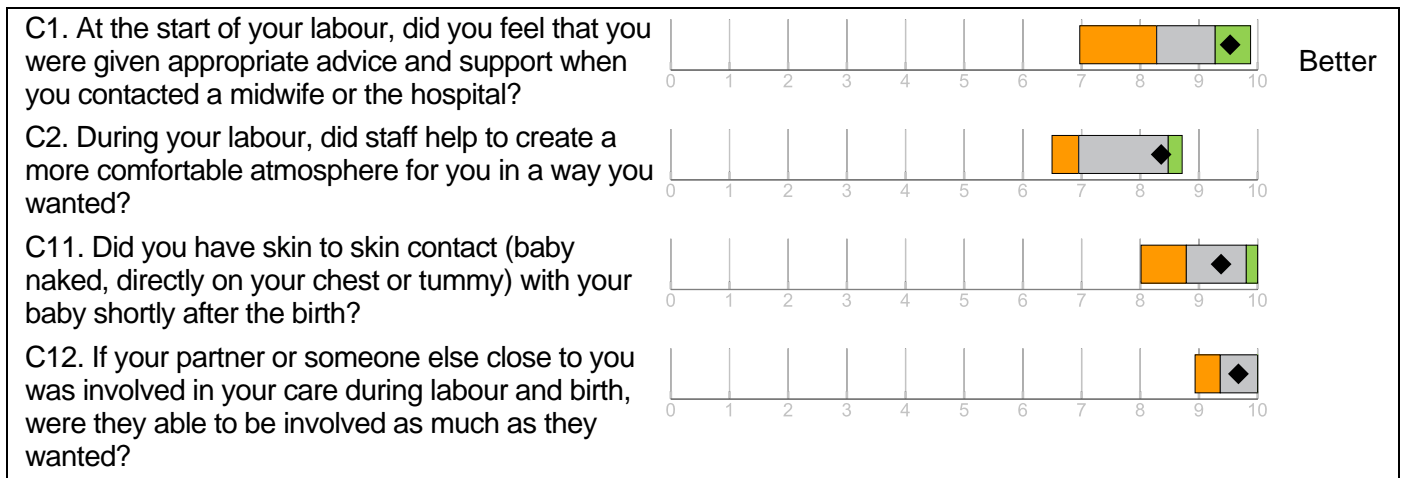 C1. At the start of your labour, did you feel that you
were given appropriate advice and support when
you contacted a midwife or the hospital?
0 1 2 3 4 5 6 7 8 9 10
Better
C2. During your labour, did staff help to create a
more comfortable atmosphere for you in a way you
wanted?
0 1 2 3 4 5 6 7 8 9 10
C11. Did you have skin to skin contact (baby
naked, directly on your chest or tummy) with your
baby shortly after the birth?
0 1 2 3 4 5 6 7 8 9 10
C12. If your partner or someone else close to you
was involved in your care during labour and birth,
were they able to be involved as much as they
wanted?
0 1 2 3 4 5 6 7 8 9 10